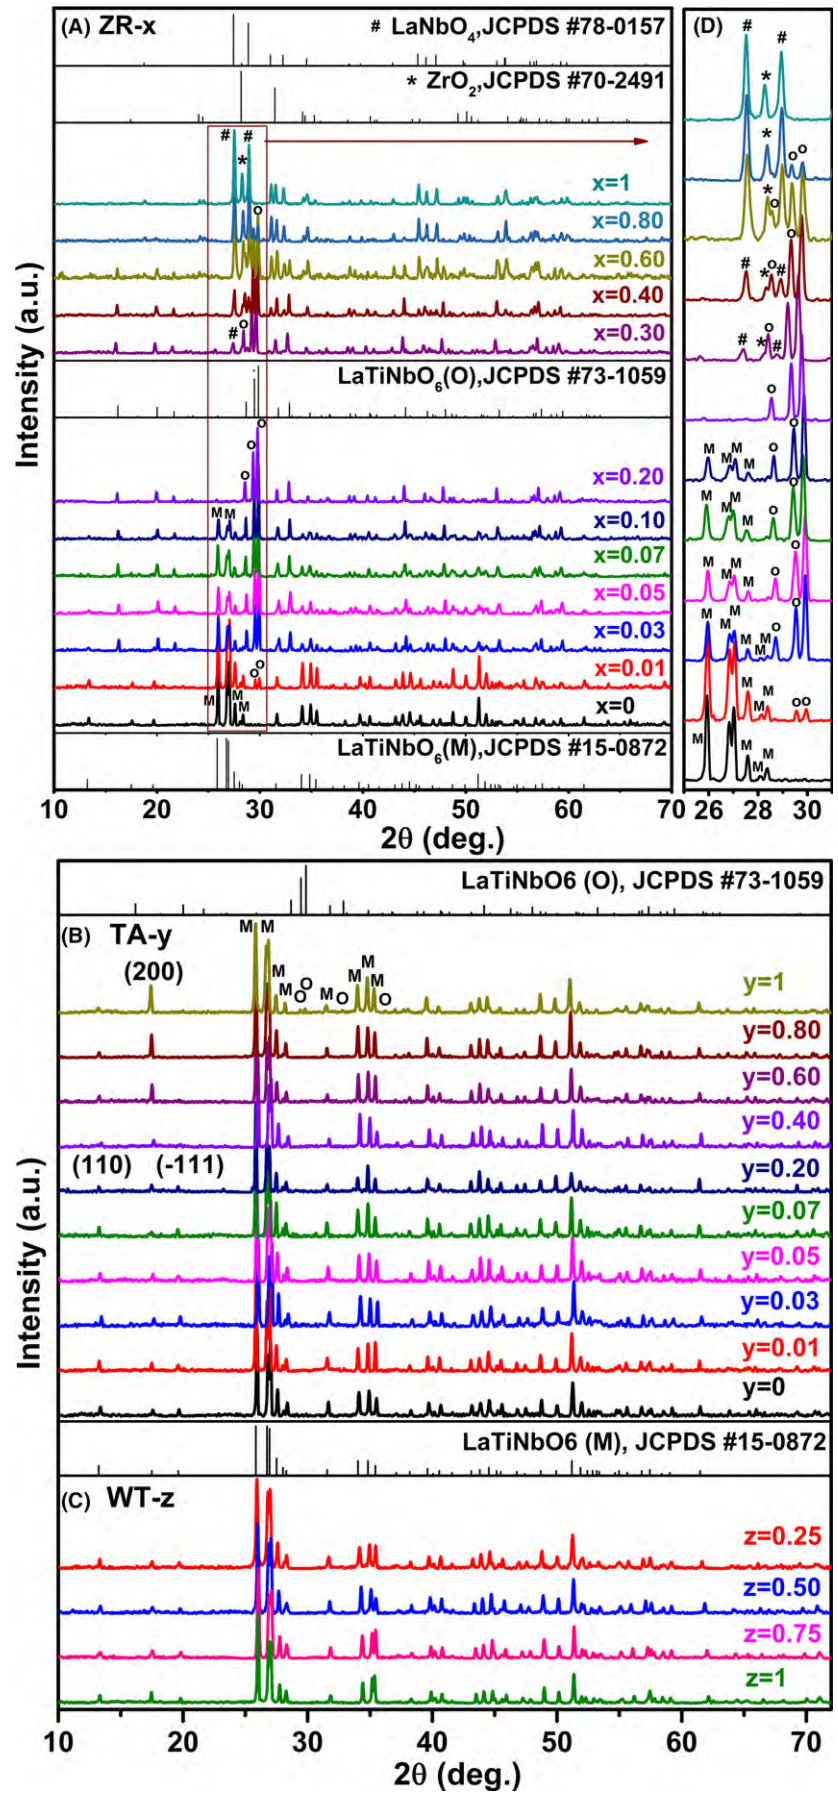 (A) ZR-x
# LaNbO4,JCPDS #78-0157
* ZrO2,JCPDS #70-2491
# # *
o
x=1
x=0.80
x=0.60
x=0.40
# o
x=0.30
LaTiNbO6(O),JCPDS #73-1059
o
o
o
x=0.20
M M
x=0.10
x=0.07
x=0.05
x=0.03
o o
x=0.01
M M M
x=0
LaTiNbO6(M),JCPDS #15-0872
10 20 30 40 50 60 70
2θ (deg.)
Intensity (a.u.)
(D)
# * #
* o o
* o
# * o # o
# * o #
o
M M M M o o
M M M M o o
M M M M o o
M M M M M M o o
M M M o o
M M M
26 28 30
LaTiNbO6 (O), JCPDS #73-1059
(B) TA-y
(200)
M M
M M O O M O M M M O
y=1
y=0.80
y=0.60
y=0.40
(110) (-111)
y=0.20
y=0.07
y=0.05
y=0.03
y=0.01
y=0
Intensity (a.u.)
LaTiNbO6 (M), JCPDS #15-0872
(C) WT-z
z=0.25
z=0.50
z=0.75
z=1
10 20 30 40 50 60 70
2θ (deg.)